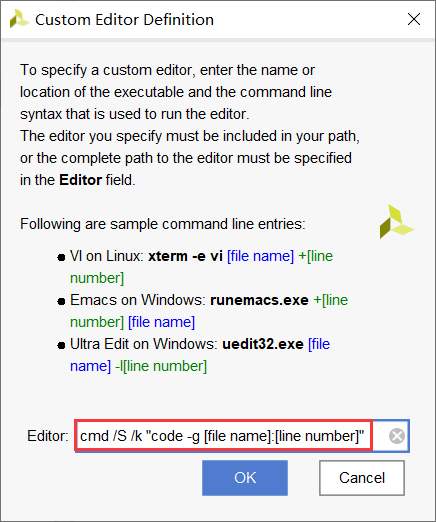 Custom Editor Definition
To specify a custom editor, enter the name or
location of the executable and the command line
syntax that is used to run the editor.
The editor you specify must be included in your path,
or the complete path to the editor must be specified
in the Editor field.
Following are sample command line entries:
VI on Linux: xterm -e vi [file name] +[line
number]
Emacs on Windows: runemacs.exe +[line
number] [file name]
Ultra Edit on Windows: uedit32.exe [file
name] -l[line number]
Editor: cmd /S /k "code -g [file name]:[line number]"
OK Cancel